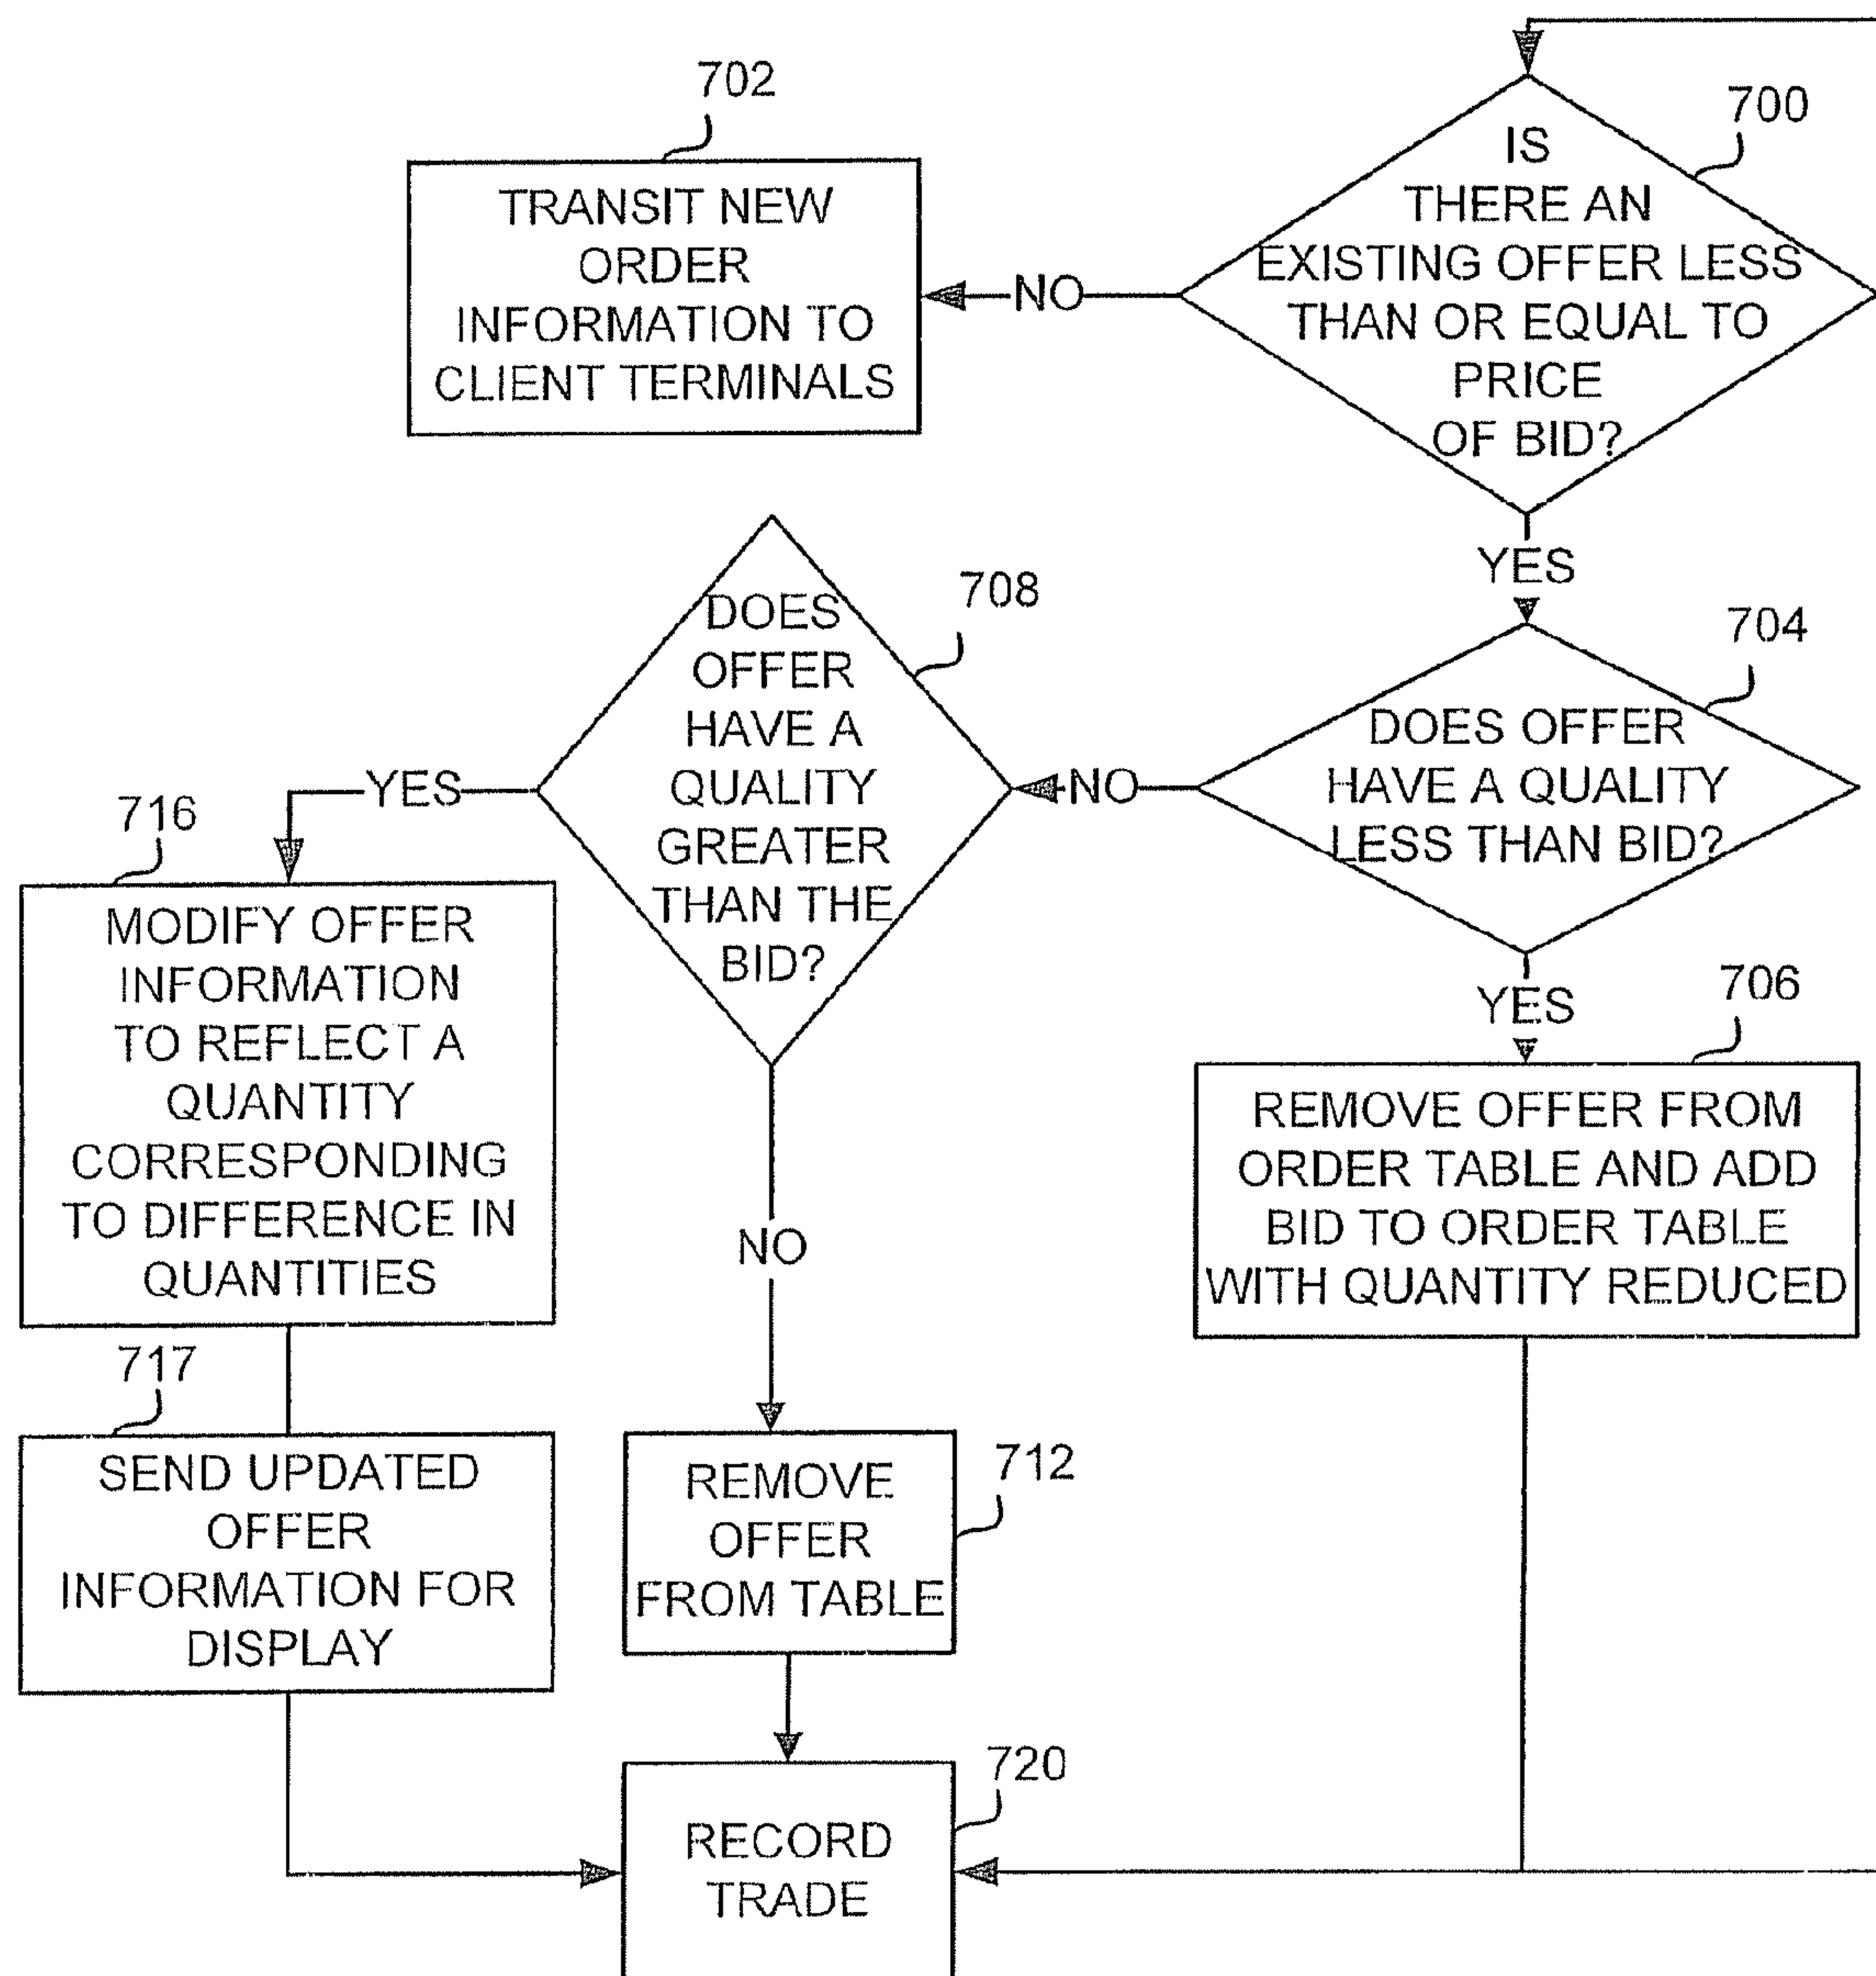 700
IS
THERE AN
EXISTING OFFER LESS
THAN OR EQUAL TO
PRICE
OF BID?
NO
702
TRANSIT NEW
ORDER
INFORMATION TO
CLIENT TERMINALS
YES
704
DOES OFFER
HAVE A QUALITY
LESS THAN BID?
NO
708
DOES
OFFER
HAVE A
QUALITY
GREATER
THAN THE
BID?
YES
716
MODIFY OFFER
INFORMATION
TO REFLECT A
QUANTITY
CORRESPONDING
TO DIFFERENCE IN
QUANTITIES
YES
706
REMOVE OFFER FROM
ORDER TABLE AND ADD
BID TO ORDER TABLE
WITH QUANTITY REDUCED
NO
717
SEND UPDATED
OFFER
INFORMATION FOR
DISPLAY
712
REMOVE
OFFER
FROM TABLE
720
RECORD
TRADE